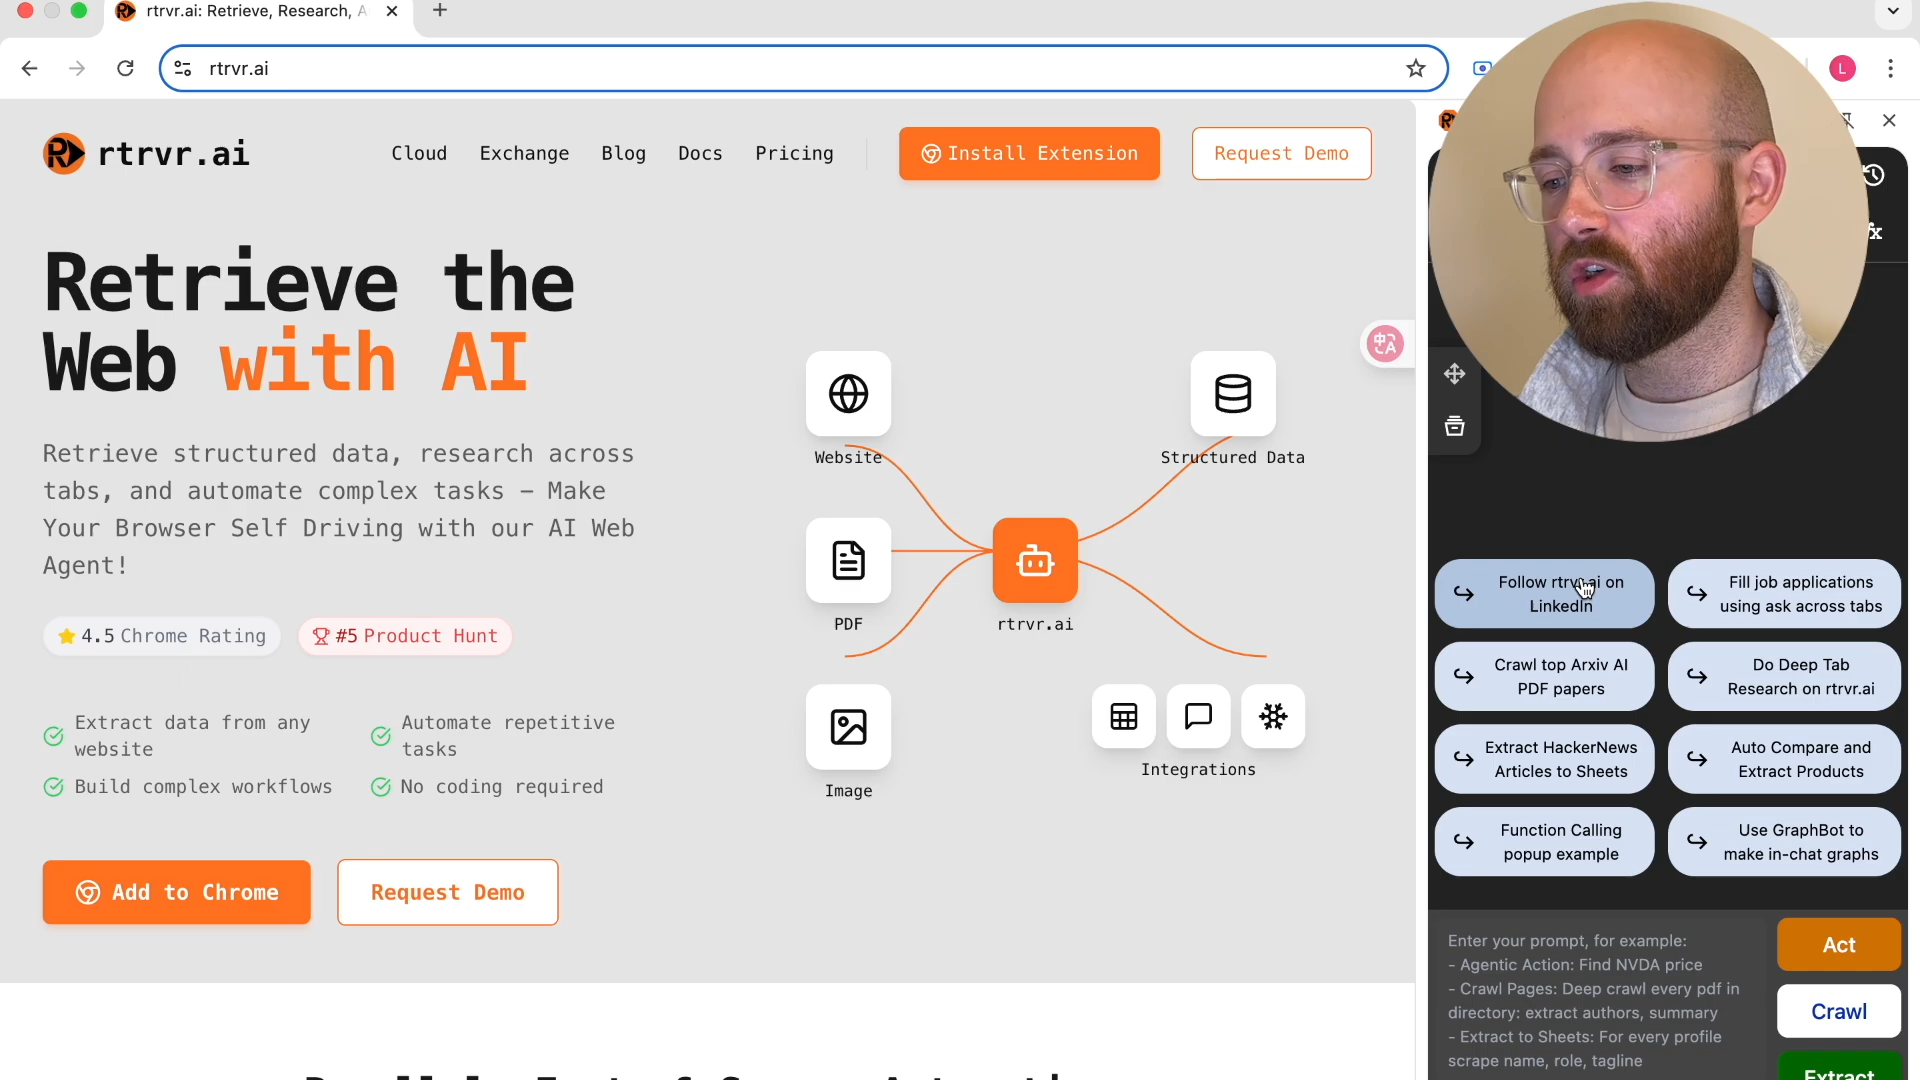 rtrvr.ai: Retrieve, Research, A
rtrvr.ai
L
rtrvr.ai
Cloud
Exchange
Blog
Docs
Pricing
Install Extension
Request Demo
Retrieve the
Web with AI
Retrieve structured data, research across
tabs, and automate complex tasks – Make
Your Browser Self Driving with our AI Web
Agent!
4.5 Chrome Rating
#5 Product Hunt
Extract data from any
website
Automate repetitive
tasks
Build complex workflows
No coding required
Add to Chrome
Request Demo
Website
Structured Data
PDF
rtrvr.ai
Image
Integrations
中A
Follow rtrvr.ai on
LinkedIn
Fill job applications
using ask across tabs
Crawl top Arxiv AI
PDF papers
Do Deep Tab
Research on rtrvr.ai
Extract HackerNews
Articles to Sheets
Auto Compare and
Extract Products
Function Calling
popup example
Use GraphBot to
make in-chat graphs
Enter your prompt, for example:
- Agentic Action: Find NVDA price
- Crawl Pages: Deep crawl every pdf in
directory: extract authors, summary
- Extract to Sheets: For every profile
scrape name, role, tagline
Act
Crawl
Extract